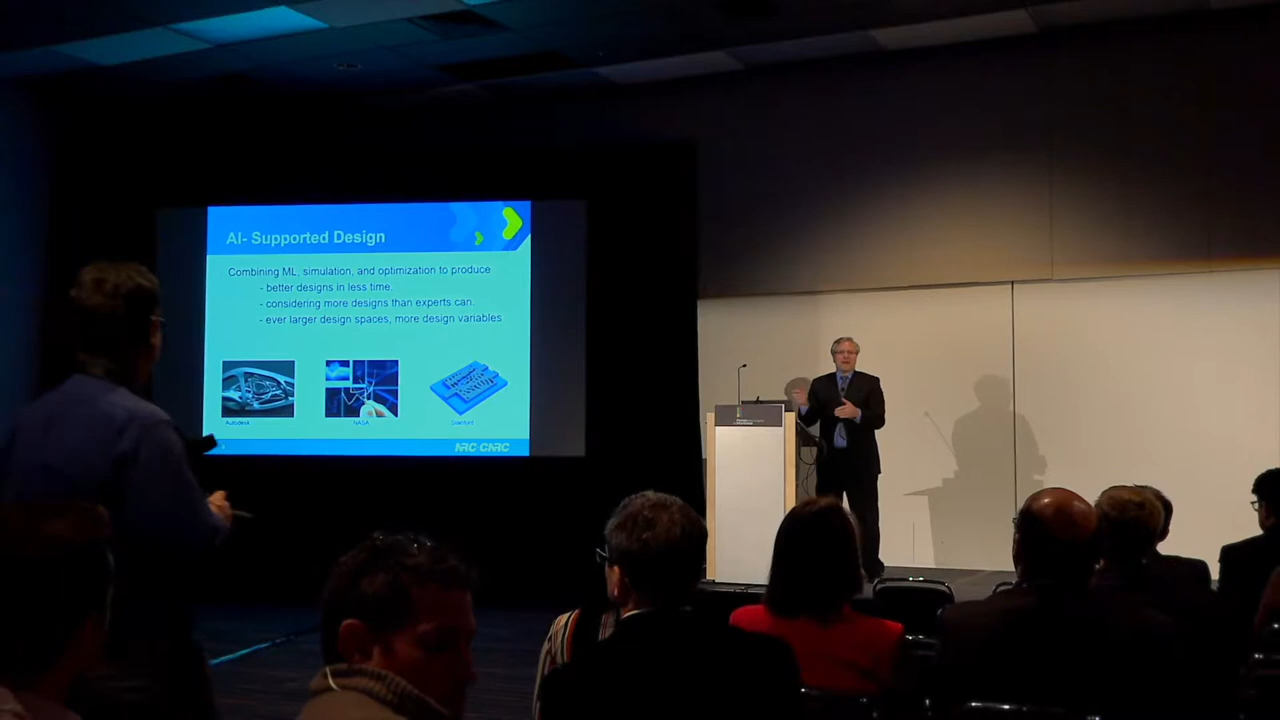 AI- Supported Design
Combining ML, simulation, and optimization to produce
- better designs in less time.
- considering more designs than experts can.
- ever larger design spaces, more design variables
Autodesk
NASA
Stanford
NRC·CNRC